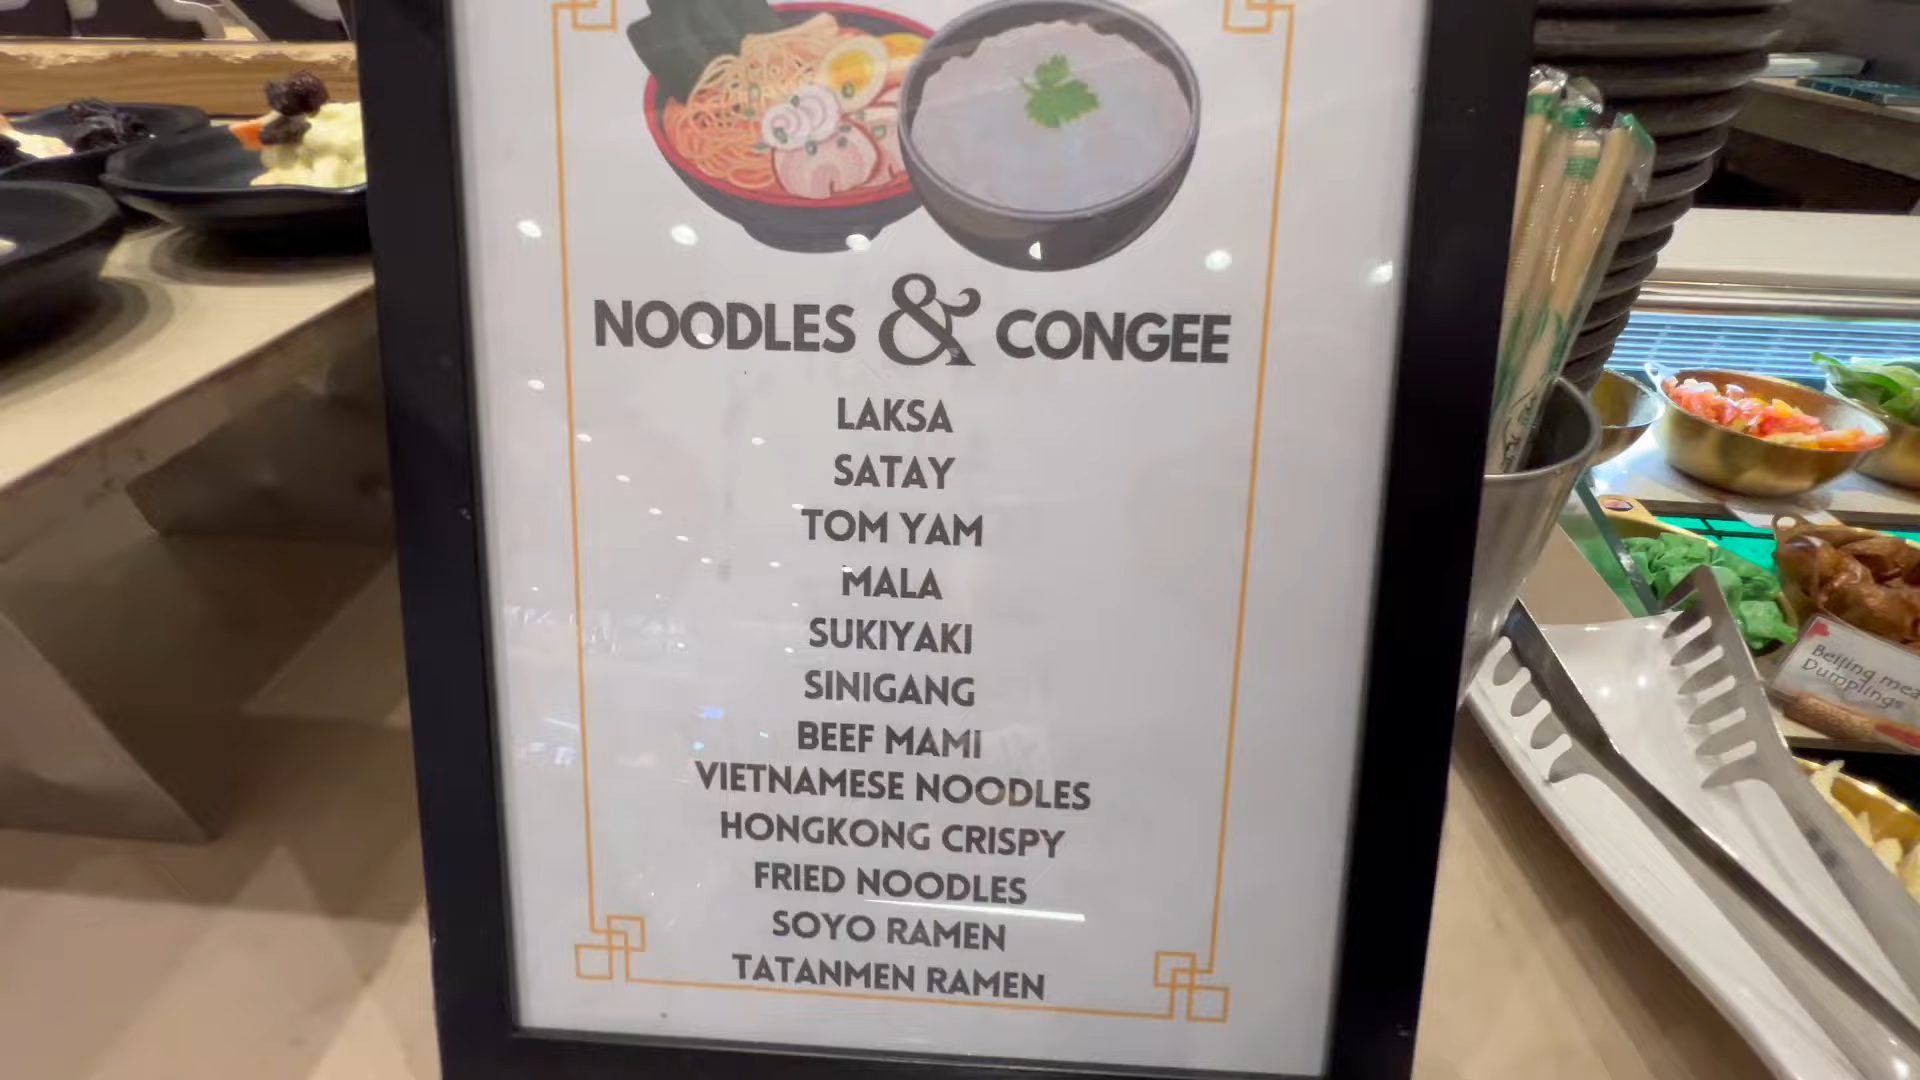 NOODLES & CONGEE
LAKSA
SATAY
TOM YAM
MALA
SUKIYAKI
SINIGANG
BEEF MAMI
VIETNAMESE NOODLES
HONGKONG CRISPY
FRIED NOODLES
SOYO RAMEN
TATANMEN RAMEN
Beijing
Dumplings